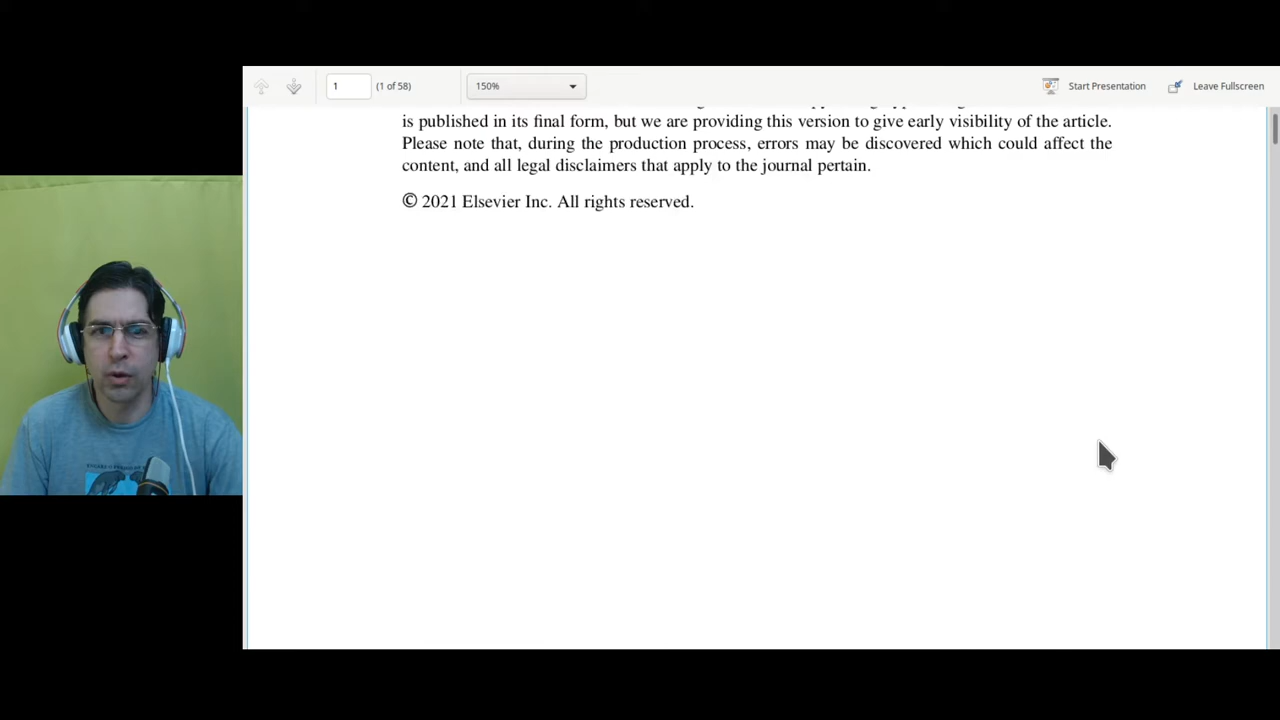 1
(1 of 58)
150%
Start Presentation
Leave Fullscreen
is published in its final form, but we are providing this version to give early visibility of the article.
Please note that, during the production process, errors may be discovered which could affect the
content, and all legal disclaimers that apply to the journal pertain.
© 2021 Elsevier Inc. All rights reserved.